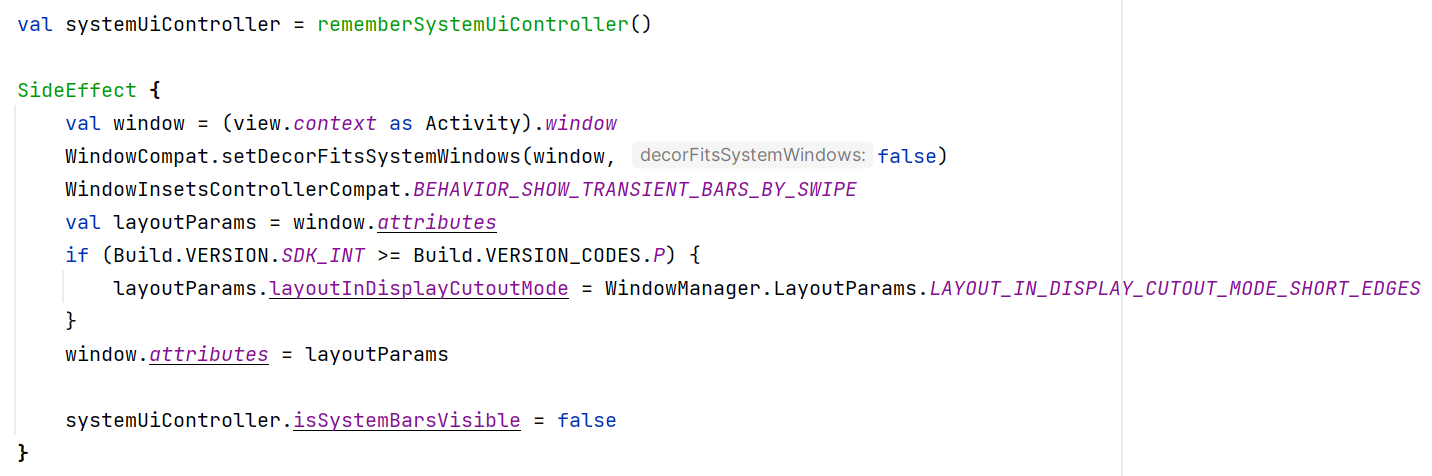 val systemUiController = rememberSystemUiController()
SideEffect {
    val window = (view.context as Activity).window
    WindowCompat.setDecorFitsSystemWindows(window, decorFitsSystemWindows: false)
    WindowInsetsControllerCompat.BEHAVIOR_SHOW_TRANSIENT_BARS_BY_SWIPE
    val layoutParams = window.attributes
    if (Build.VERSION.SDK_INT >= Build.VERSION_CODES.P) {
        layoutParams.layoutInDisplayCutoutMode = WindowManager.LayoutParams.LAYOUT_IN_DISPLAY_CUTOUT_MODE_SHORT_EDGES
    }
    window.attributes = layoutParams
    systemUiController.isSystemBarsVisible = false
}